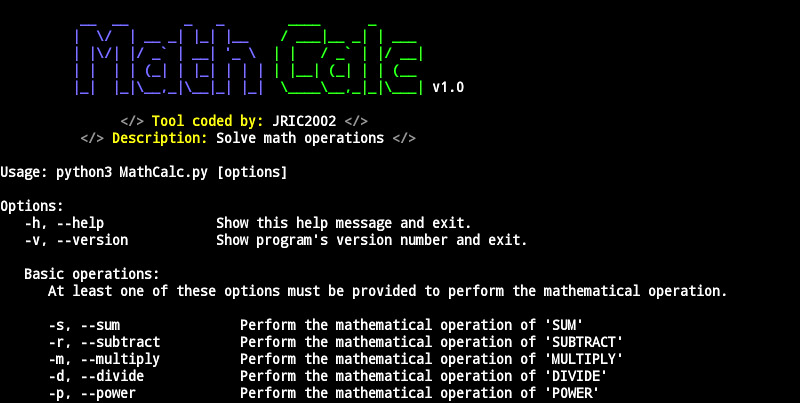 Math Calc v1.0
</> Tool coded by: JRIC2002 </>
</> Description: Solve math operations </>
Usage: python3 MathCalc.py [options]
Options:
-h, --help Show this help message and exit.
-v, --version Show program's version number and exit.
Basic operations:
At least one of these options must be provided to perform the mathematical operation.
-s, --sum Perform the mathematical operation of 'SUM'
-r, --subtract Perform the mathematical operation of 'SUBTRACT'
-m, --multiply Perform the mathematical operation of 'MULTIPLY'
-d, --divide Perform the mathematical operation of 'DIVIDE'
-p, --power Perform the mathematical operation of 'POWER'